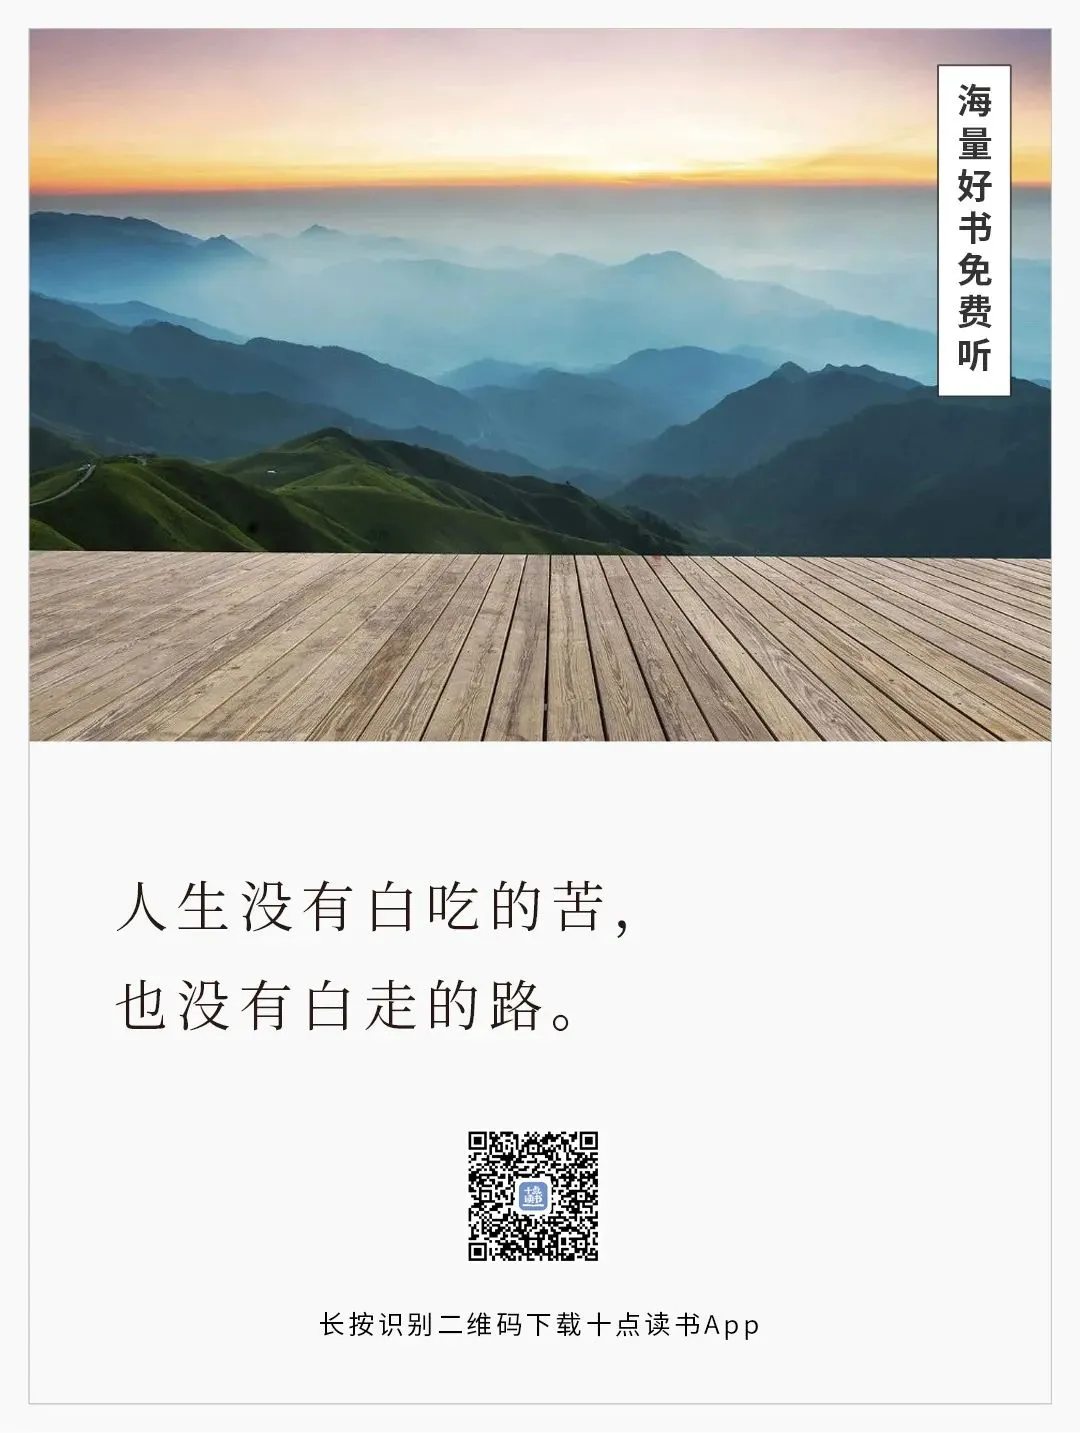 海量好书免费听
人生没有白吃的苦，
也没有白走的路。
十点
读书
长按识别二维码下载十点读书App